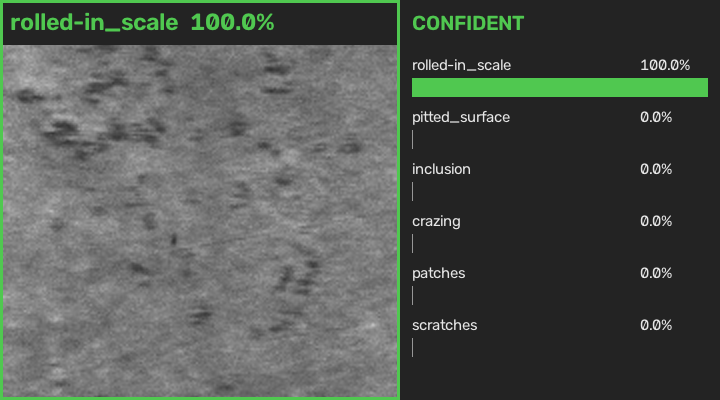 rolled-in_scale 100.0%
CONFIDENT
rolled-in_scale 100.0%
pitted_surface 0.0%
inclusion 0.0%
crazing 0.0%
patches 0.0%
scratches 0.0%